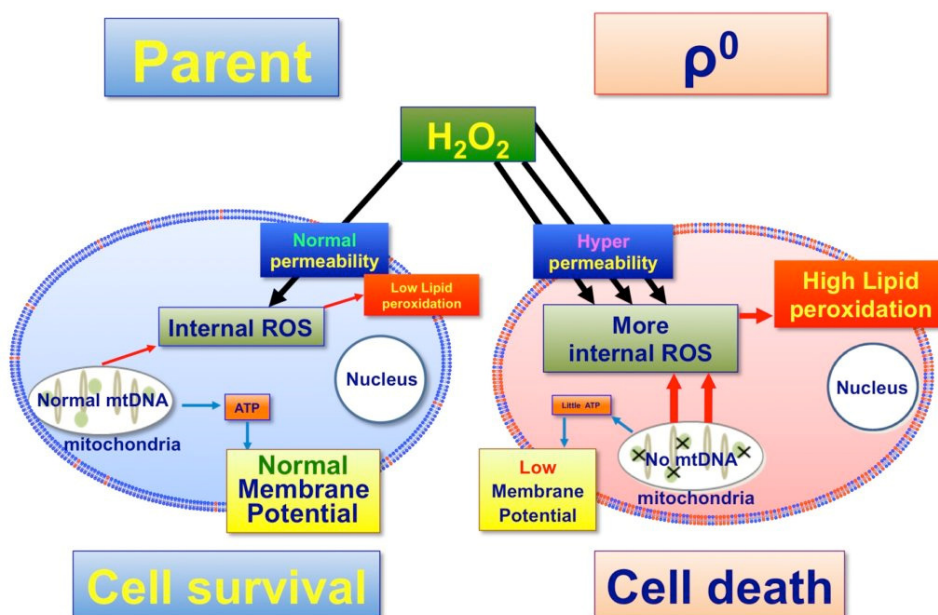 Parent
ρ⁰
H₂O₂
Normal
permeability
Low Lipid
peroxidation
Internal ROS
Nucleus
Normal mtDNA
mitochondria
ATP
Normal
Membrane
Potential
Hyper
permeability
High Lipid
peroxidation
More
internal ROS
Nucleus
Little ATP
No mtDNA
mitochondria
Low
Membrane
Potential
Cell survival
Cell death